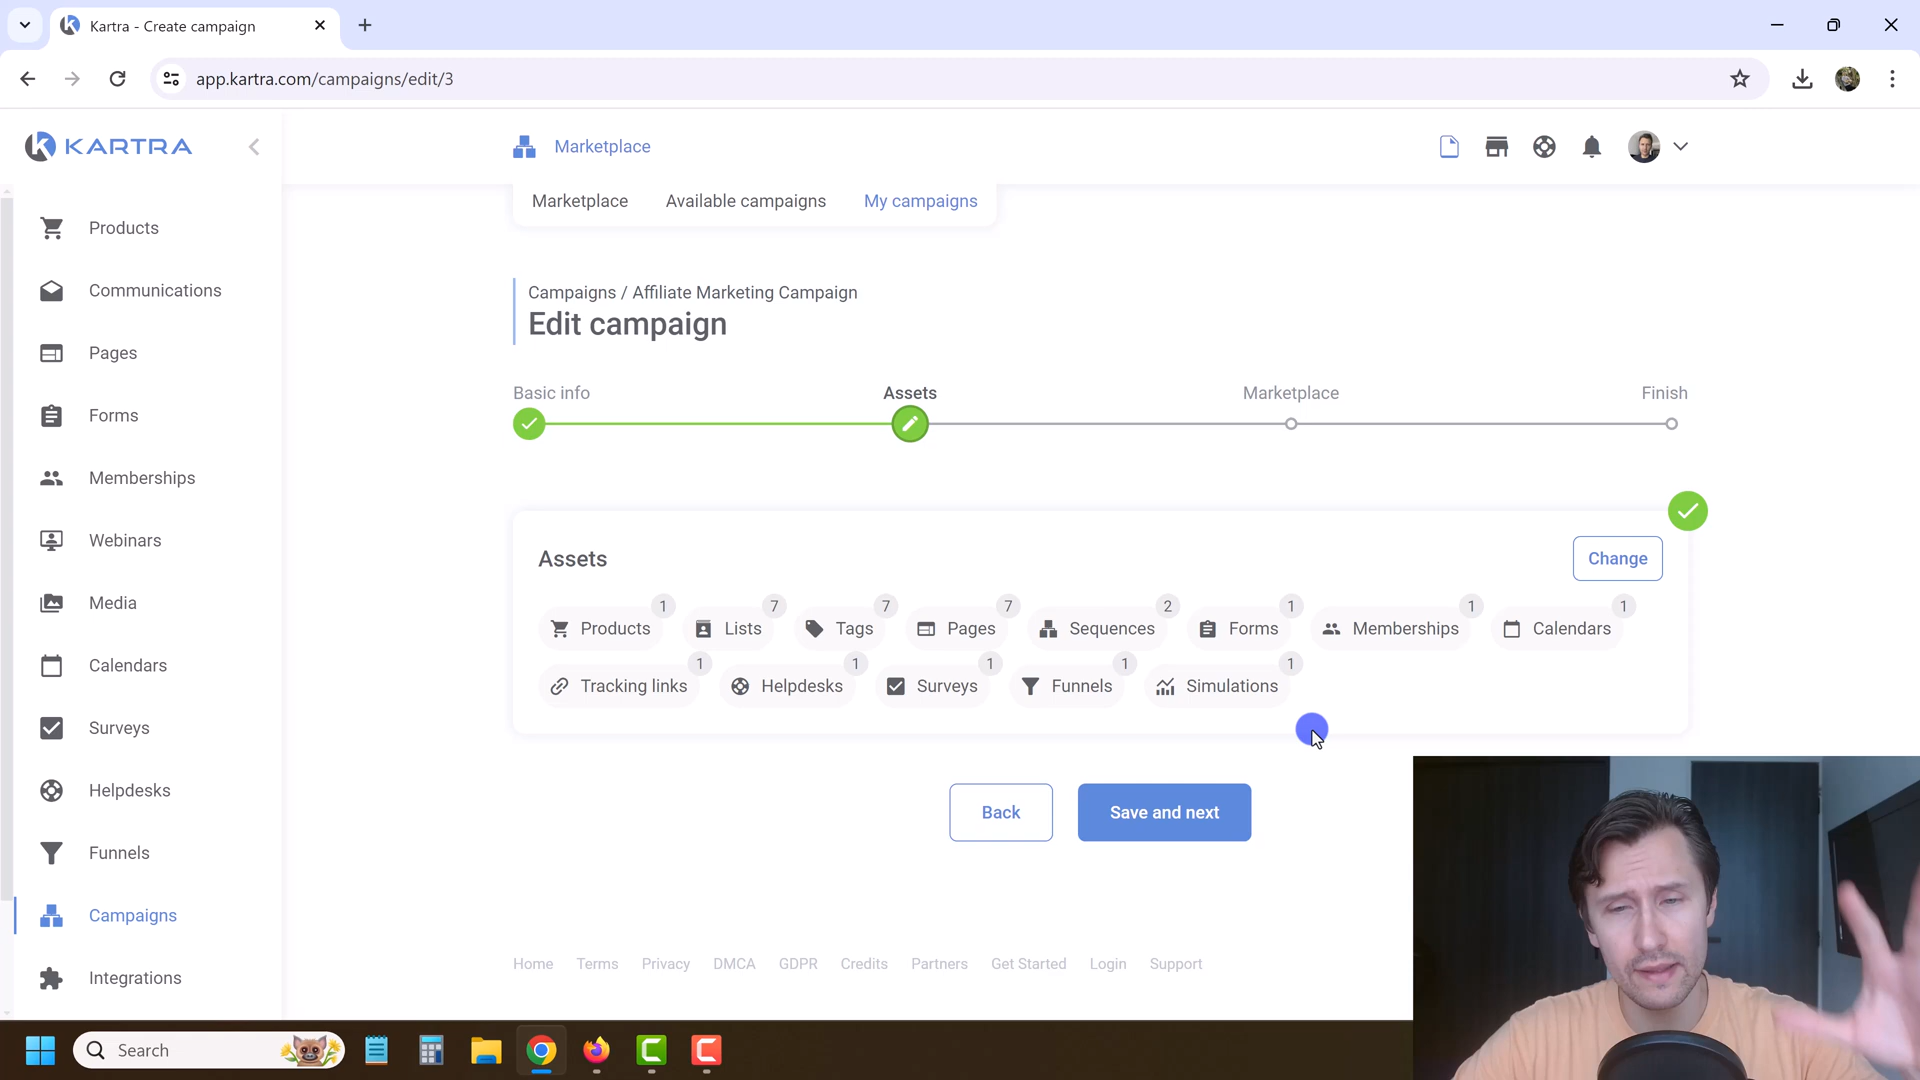 Kartra - Create campaign
app.kartra.com/campaigns/edit/3
KARTRA
Marketplace
Marketplace
Available campaigns
My campaigns
Products
Communications
Pages
Forms
Memberships
Webinars
Media
Calendars
Surveys
Helpdesks
Funnels
Campaigns
Integrations
Campaigns / Affiliate Marketing Campaign
Edit campaign
Basic info
Assets
Marketplace
Finish
Assets
Change
Products 1
Lists 7
Tags 7
Pages 7
Sequences 2
Forms 1
Memberships 1
Calendars 1
Tracking links 1
Helpdesks 1
Surveys 1
Funnels 1
Simulations 1
Back
Save and next
Home Terms Privacy DMCA GDPR Credits Partners Get Started Login Support
Search